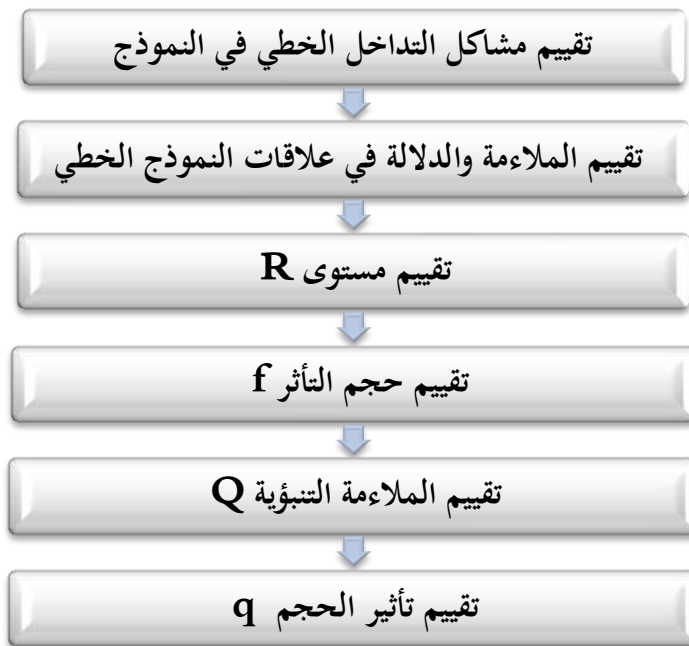 تقييم مشاكل التداخل الخطي في النموذج
تقييم الملاءمة والدلالة في علاقات النموذج الخطي
تقييم مستوى R
تقييم حجم التأثر f
تقييم الملاءمة التنبؤية Q
تقييم تأثير الحجم q